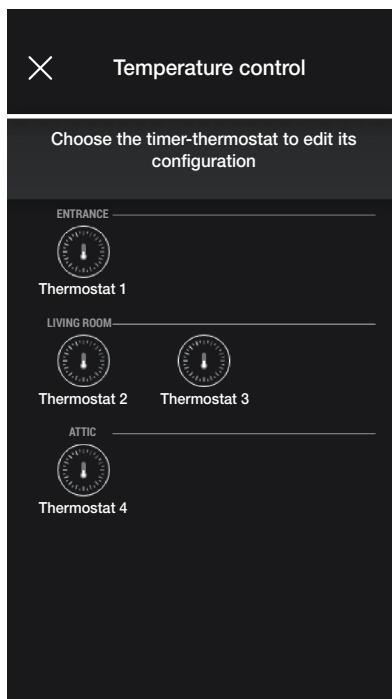 Temperature control
Choose the timer-thermostat to edit its
configuration
ENTRANCE
Thermostat 1
LIVING ROOM
Thermostat 2 Thermostat 3
ATTIC
Thermostat 4